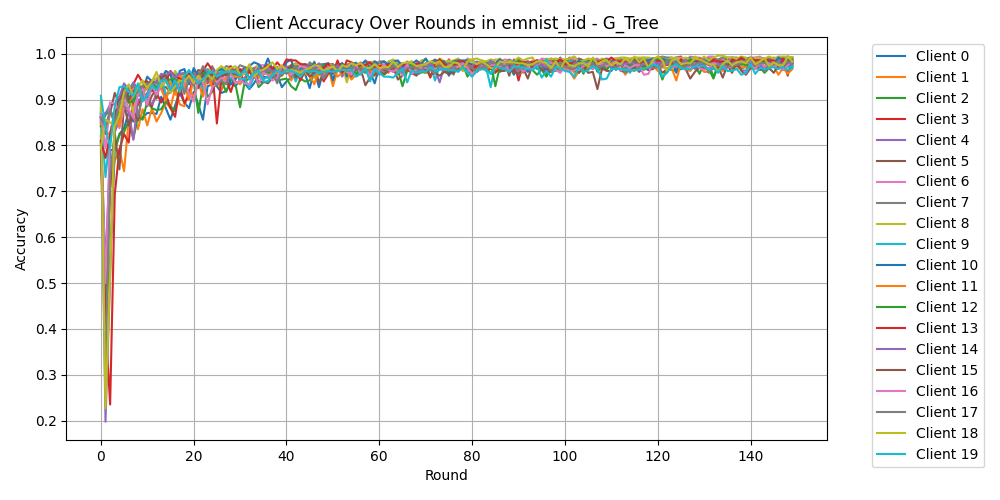 Client Accuracy Over Rounds in emnist_iid - G_Tree
Accuracy
1.0
0.9
0.8
0.7
0.6
0.5
0.4
0.3
0.2
0
20
40
60
80
100
120
140
Round
Client 0
Client 1
Client 2
Client 3
Client 4
Client 5
Client 6
Client 7
Client 8
Client 9
Client 10
Client 11
Client 12
Client 13
Client 14
Client 15
Client 16
Client 17
Client 18
Client 19